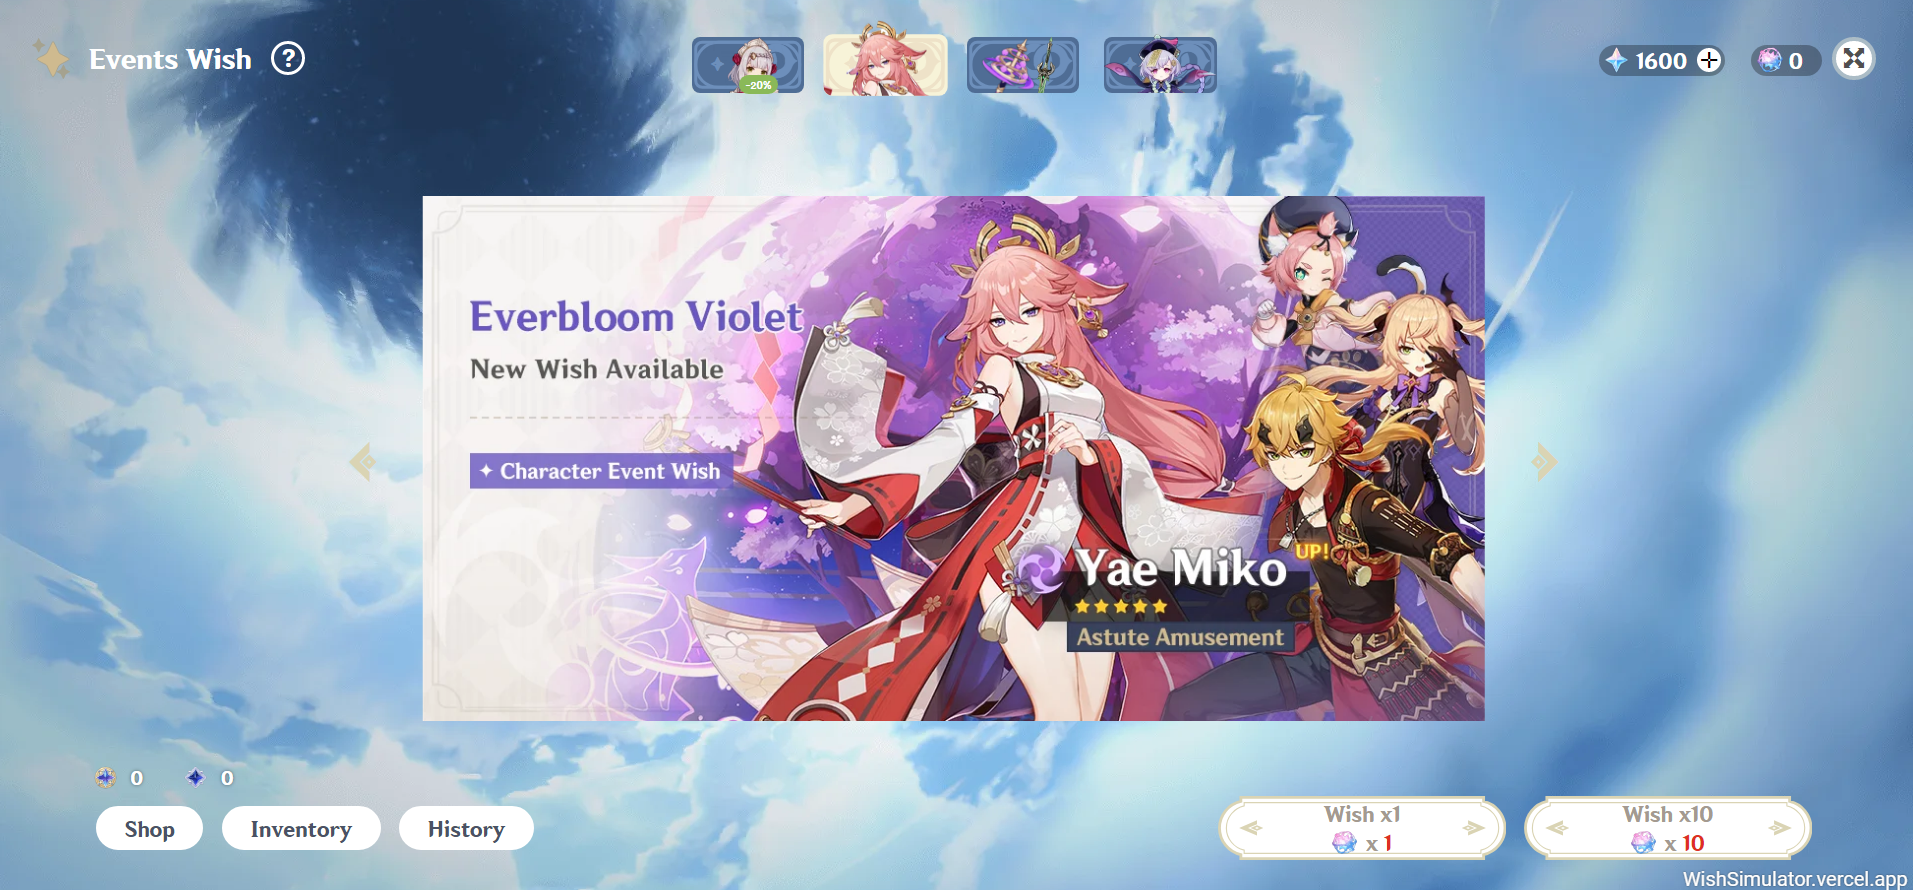 Events Wish ?
-20%
1600
0
Everbloom Violet
New Wish Available
Character Event Wish
UP!
Yae Miko
Astute Amusement
0
0
Shop
Inventory
History
Wish x1
x 1
Wish x10
x 10
WishSimulator.vercel.app